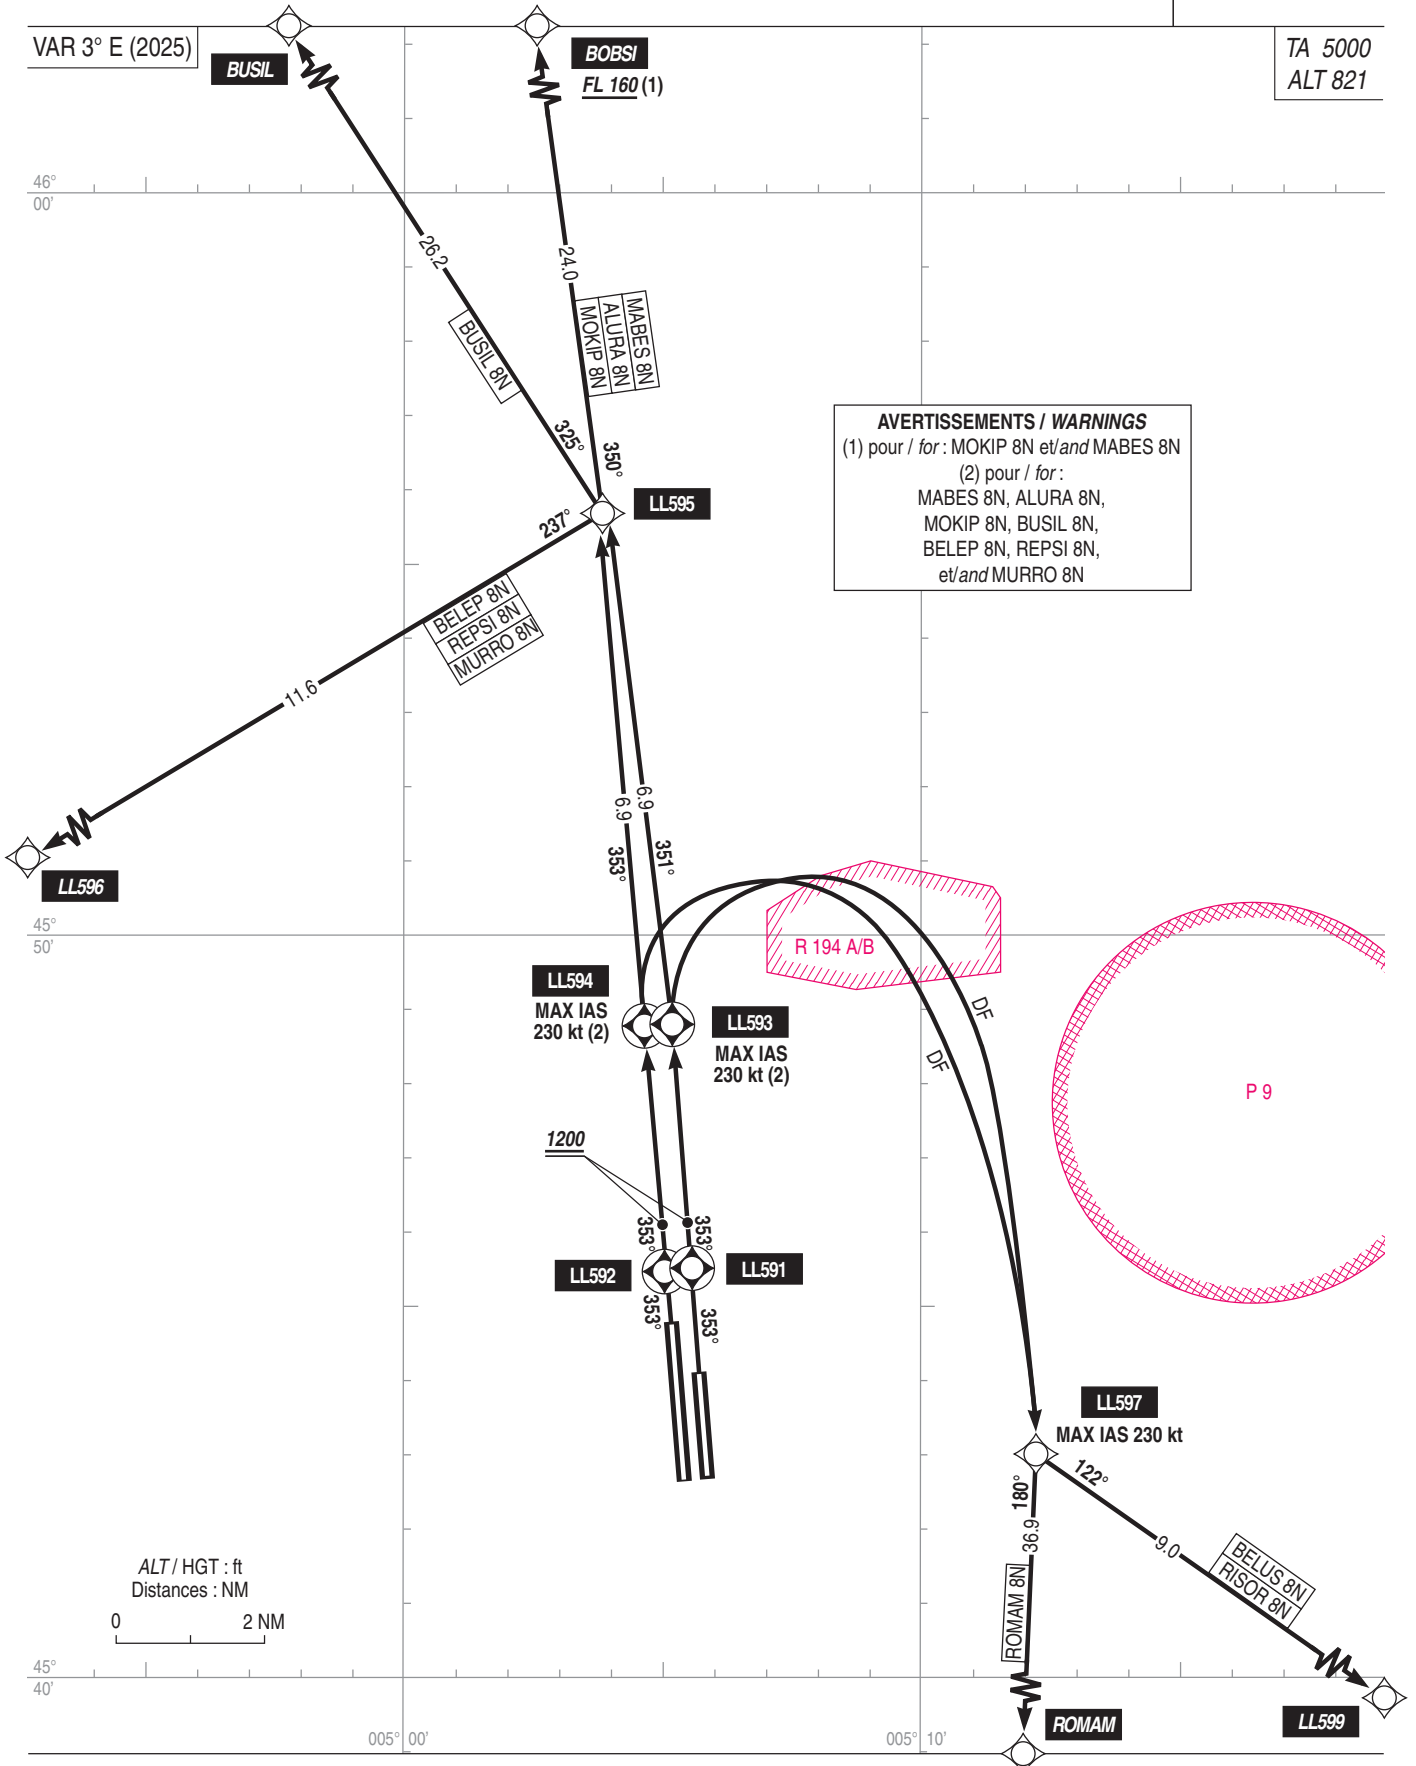 VAR 3° E (2025)
BUSIL
BOBSI
FL 160 (1)
TA 5000
ALT 821
46°
00'
26.2
24.0
BUSIL 8N
MOKIP 8N
ALURA 8N
MABES 8N
325°
350°
AVERTISSEMENTS / WARNINGS
(1) pour / for : MOKIP 8N et/and MABES 8N
(2) pour / for :
MABES 8N, ALURA 8N,
MOKIP 8N, BUSIL 8N,
BELEP 8N, REPSI 8N,
et/and MURRO 8N
LL595
237°
BELEP 8N
REPSI 8N
MURRO 8N
11.6
6.9
6.9
353°
351°
LL596
45°
50'
R 194 A/B
LL594
MAX IAS
230 kt (2)
LL593
MAX IAS
230 kt (2)
DF
DF
P 9
1200
353°
353°
LL592
LL591
353°
353°
LL597
MAX IAS 230 kt
180°
122°
36.9
9.0
ROMAM 8N
BELUS 8N
RISOR 8N
ALT / HGT : ft
Distances : NM
0
2 NM
45°
40'
005° 00'
005° 10'
ROMAM
LL599